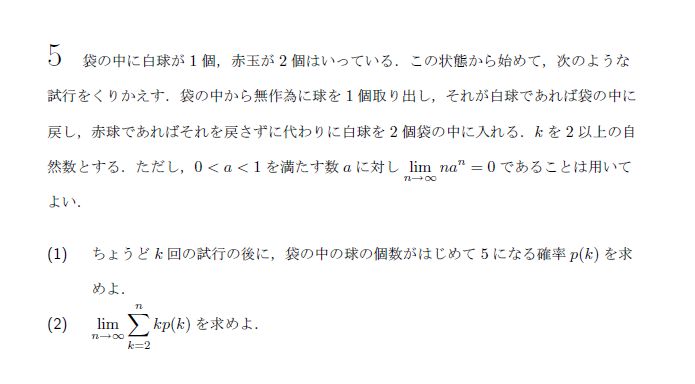 5 袋の中に白球が 1 個，赤玉が 2 個はいっている．この状態から始めて，次のような
試行をくりかえす．袋の中から無作為に球を 1 個取り出し，それが白球であれば袋の中に
戻し，赤球であればそれを戻さずに代わりに白球を 2 個袋の中に入れる．k を 2 以上の自
然数とする．ただし，0 < a < 1 を満たす数 a に対し lim_{n→∞} na^n = 0 であることは用いて
よい．
(1) ちょうど k 回の試行の後に，袋の中の球の個数がはじめて 5 になる確率 p(k) を求
めよ．
(2) lim_{n→∞} ∑_{k=2}^{n} kp(k) を求めよ．